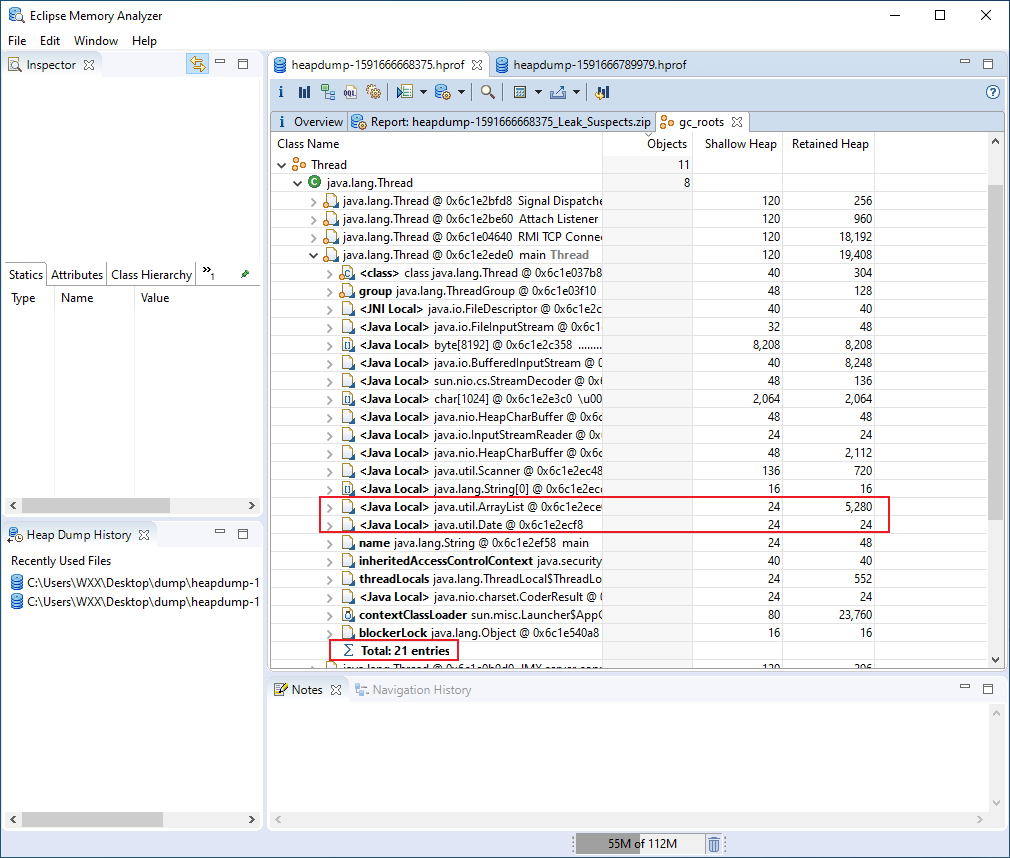 Eclipse Memory Analyzer
File Edit Window Help
Inspector
heapdump-1591666668375.hprof
heapdump-1591666789979.hprof
OQL
Overview
Report: heapdump-1591666668375_Leak_Suspects.zip
gc_roots
Class Name Objects Shallow Heap Retained Heap
Thread 11
java.lang.Thread 8
java.lang.Thread @ 0x6c1e2bfd8 Signal Dispatche 120 256
java.lang.Thread @ 0x6c1e2be60 Attach Listener 120 960
java.lang.Thread @ 0x6c1e04640 RMI TCP Conne 120 18,192
java.lang.Thread @ 0x6c1e2ede0 main Thread 120 19,408
<class> class java.lang.Thread @ 0x6c1e037b8 40 304
group java.lang.ThreadGroup @ 0x6c1e03f10 48 128
<JNI Local> java.io.FileDescriptor @ 0x6c1e2c 40 40
<Java Local> java.io.FileInputStream @ 0x6c1 32 48
<Java Local> byte[8192] @ 0x6c1e2c358 ........ 8,208 8,208
<Java Local> java.io.BufferedInputStream @ 0 40 8,248
<Java Local> sun.nio.cs.StreamDecoder @ 0x6 48 136
<Java Local> char[1024] @ 0x6c1e2e3c0 \u00 2,064 2,064
<Java Local> java.nio.HeapCharBuffer @ 0x6c 48 48
<Java Local> java.io.InputStreamReader @ 0x6 24 24
<Java Local> java.nio.HeapCharBuffer @ 0x6c 48 2,112
<Java Local> java.util.Scanner @ 0x6c1e2ec48 136 720
<Java Local> java.lang.String[0] @ 0x6c1e2ec 16 16
<Java Local> java.util.ArrayList @ 0x6c1e2ece 24 5,280
<Java Local> java.util.Date @ 0x6c1e2ecf8 24 24
name java.lang.String @ 0x6c1e2ef58 main 24 48
inheritedAccessControlContext java.security 40 40
threadLocals java.lang.ThreadLocal$ThreadLo 24 552
<Java Local> java.nio.charset.CoderResult @ 0 24 24
contextClassLoader sun.misc.Launcher$AppC 80 23,760
blockerLock java.lang.Object @ 0x6c1e540a8 16 16
Σ Total: 21 entries
Statics Attributes Class Hierarchy »1
Type Name Value
Heap Dump History
Recently Used Files
C:\Users\WXX\Desktop\dump\heapdump-1
C:\Users\WXX\Desktop\dump\heapdump-1
Notes
Navigation History
55M of 112M